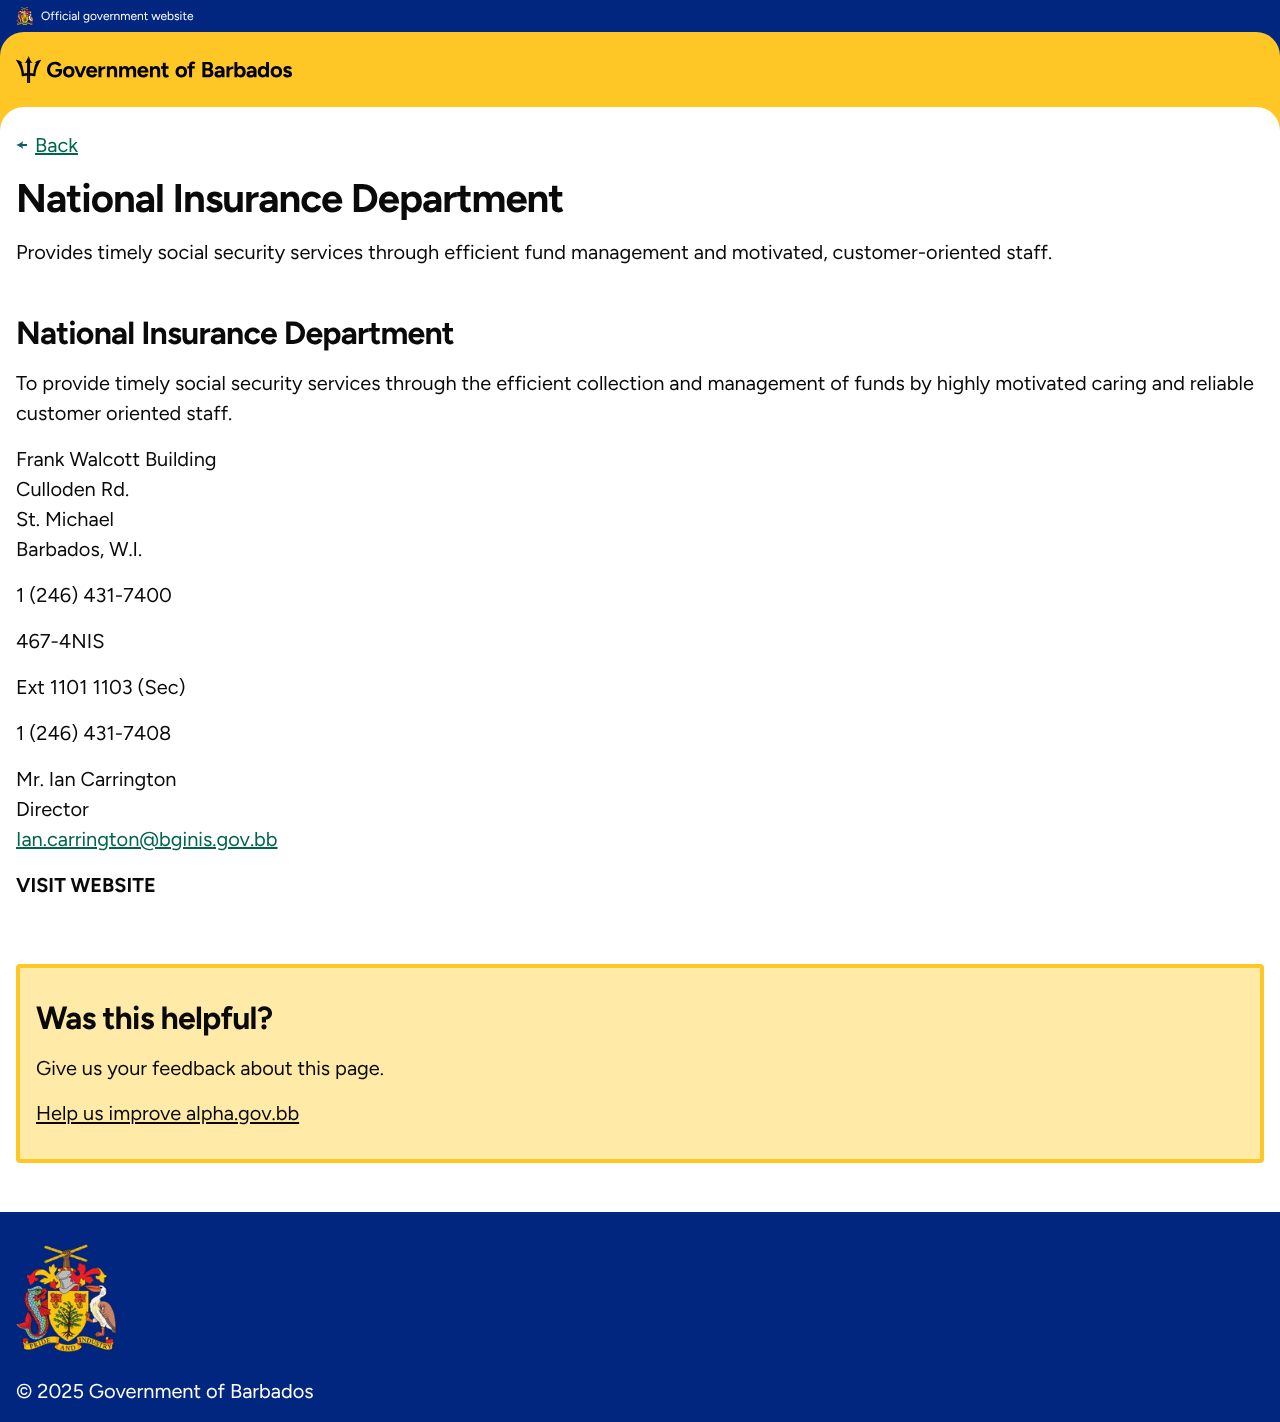 Official government website
Government of Barbados
Back
National Insurance Department
Provides timely social security services through efficient fund management and motivated, customer-oriented staff.
National Insurance Department
To provide timely social security services through the efficient collection and management of funds by highly motivated caring and reliable
customer oriented staff.
Frank Walcott Building
Culloden Rd.
St. Michael
Barbados, W.I.
1 (246) 431-7400
467-4NIS
Ext 1101 1103 (Sec)
1 (246) 431-7408
Mr. Ian Carrington
Director
Ian.carrington@bginis.gov.bb
VISIT WEBSITE
Was this helpful?
Give us your feedback about this page.
Help us improve alpha.gov.bb
PRIDE AND INDUSTRY
© 2025 Government of Barbados